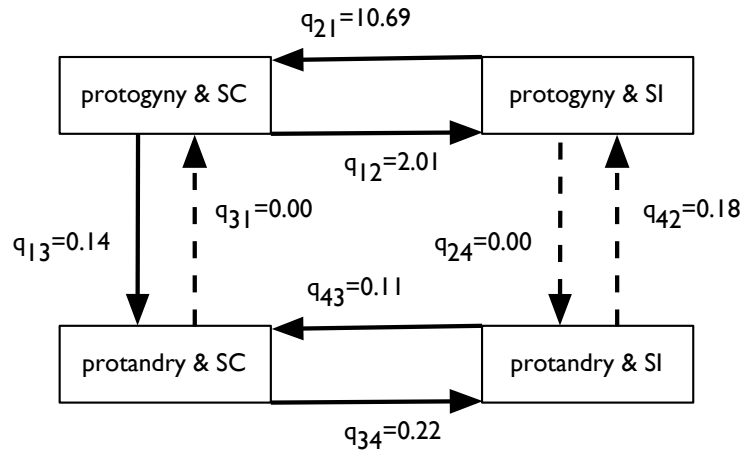 q21=10.69
protogyny & SC
protogyny & SI
q12=2.01
q31=0.00
q42=0.18
q13=0.14
q24=0.00
q43=0.11
protandry & SC
protandry & SI
q34=0.22